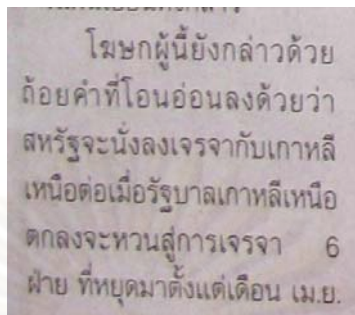 โฆษกผู้นี้ยังกล่าวด้วย
ถ้อยคำที่โอนอ่อนลงด้วยว่า
สหรัฐจะนั่งลงเจรจากับเกาหลี
เหนือต่อเมื่อรัฐบาลเกาหลีเหนือ
ตกลงจะหวนสู่การเจรจา 6
ฝ่าย ที่หยุดมาตั้งแต่เดือน เม.ย.